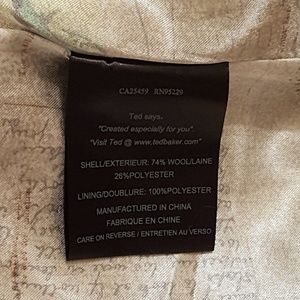 CA25459 RN95229
Ted says,
"Created especially for you".
"Visit Ted @ www.tedbaker.com"
SHELL/EXTERIEUR: 74% WOOL/LAINE
26%POLYESTER
LINING/DOUBLURE: 100%POLYESTER
MANUFACTURED IN CHINA
FABRIQUE EN CHINE
CARE ON REVERSE / ENTRETIEN AU VERSO